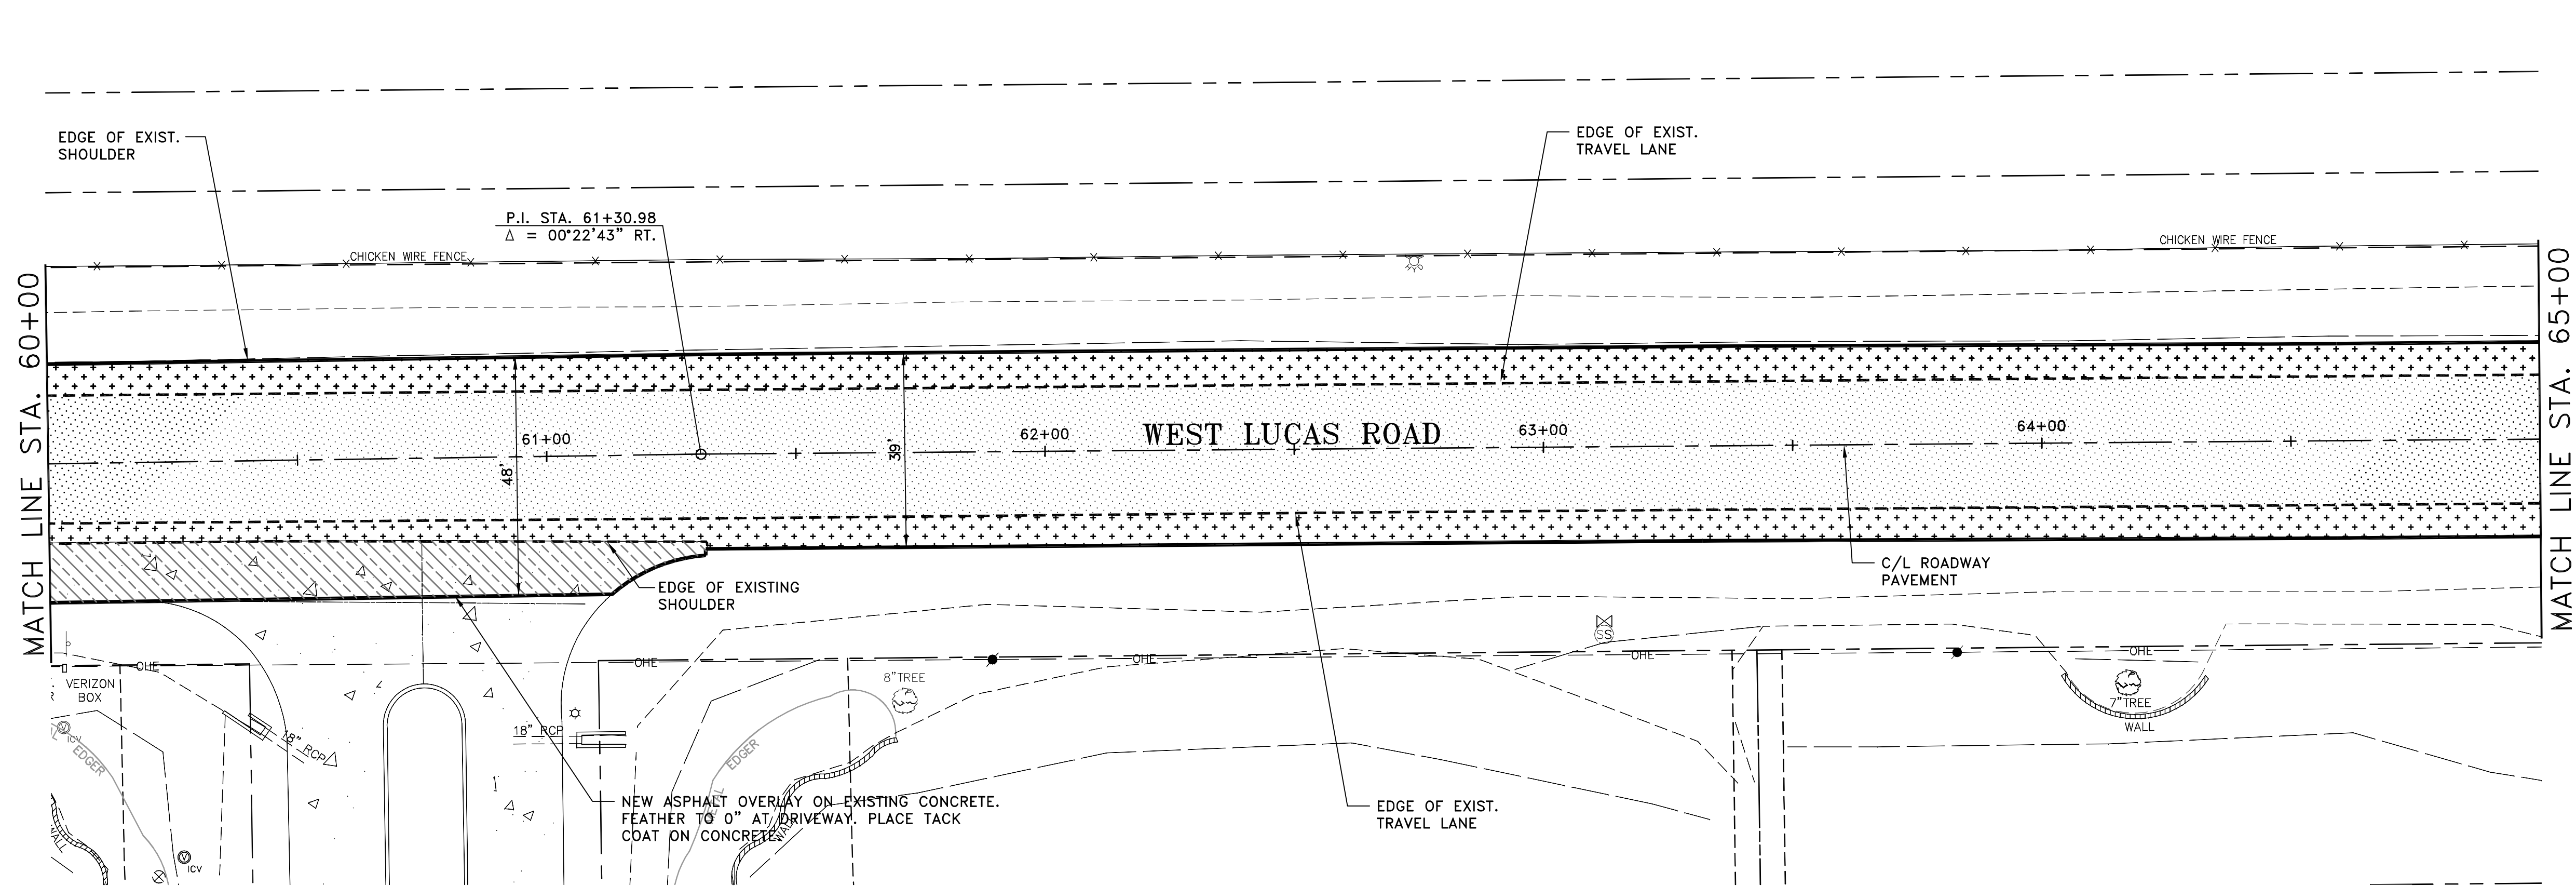 EDGE OF EXIST.
SHOULDER
EDGE OF EXIST.
TRAVEL LANE
P.I. STA. 61+30.98
Δ = 00°22'43" RT.
CHICKEN WIRE FENCE
CHICKEN WIRE FENCE
MATCH LINE STA. 60+00
MATCH LINE STA. 65+00
61+00
62+00
WEST LUCAS ROAD
63+00
64+00
48'
39'
C/L ROADWAY
PAVEMENT
EDGE OF EXISTING
SHOULDER
SS
OHE
OHE
OHE
OHE
OHE
VERIZON
BOX
8"TREE
7"TREE
WALL
V
ICV
EDGER
18" RCP
18" RCP
EDGER
NEW ASPHALT OVERLAY ON EXISTING CONCRETE.
FEATHER TO 0" AT DRIVEWAY. PLACE TACK
COAT ON CONCRETE.
WALL
EDGE OF EXIST.
TRAVEL LANE
WALL
V
ICV